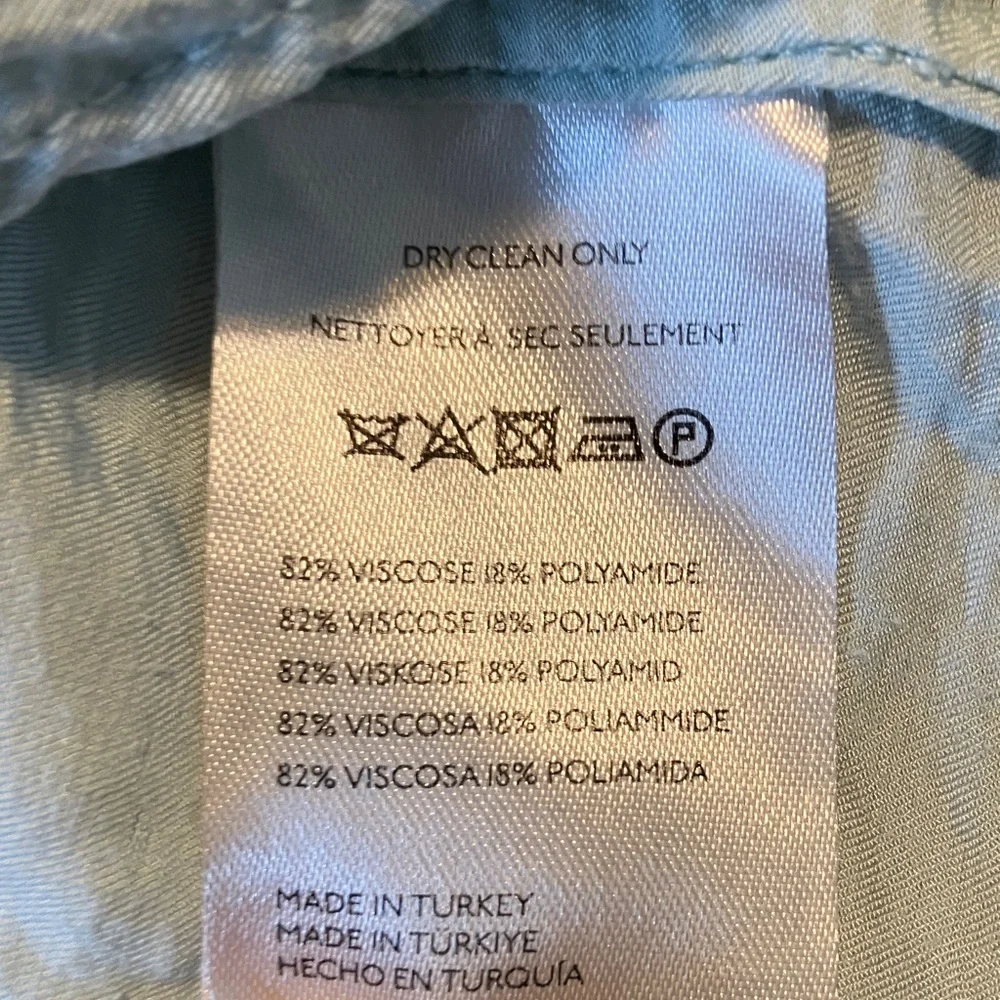 DRY CLEAN ONLY
NETTOYER À SEC SEULEMENT
P
82% VISCOSE 18% POLYAMIDE
82% VISCOSE 18% POLYAMIDE
82% VISKOSE 18% POLYAMID
82% VISCOSA 18% POLIAMMIDE
82% VISCOSA 18% POLIAMIDA
MADE IN TURKEY
MADE IN TÜRKIYE
HECHO EN TURQUÍA